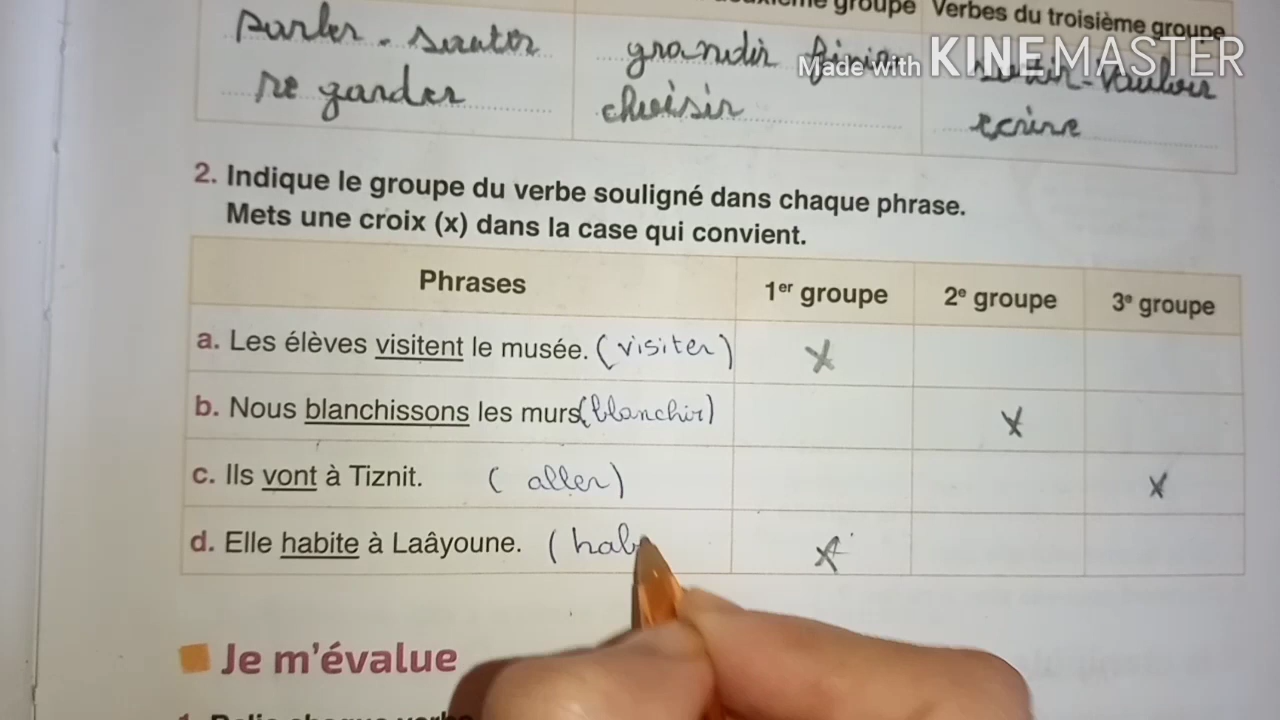 groupe Verbes du troisième groupe
parler - sauter grandir finir
Made with KINEMASTER
vouloir
regarder choisir écrire
2. Indique le groupe du verbe souligné dans chaque phrase.
Mets une croix (x) dans la case qui convient.
Phrases 1er groupe 2e groupe 3e groupe
a. Les élèves visitent le musée. (visiter) x
b. Nous blanchissons les murs (blanchir) x
c. Ils vont à Tiznit. (aller) x
d. Elle habite à Laâyoune. (hab x
Je m'évalue